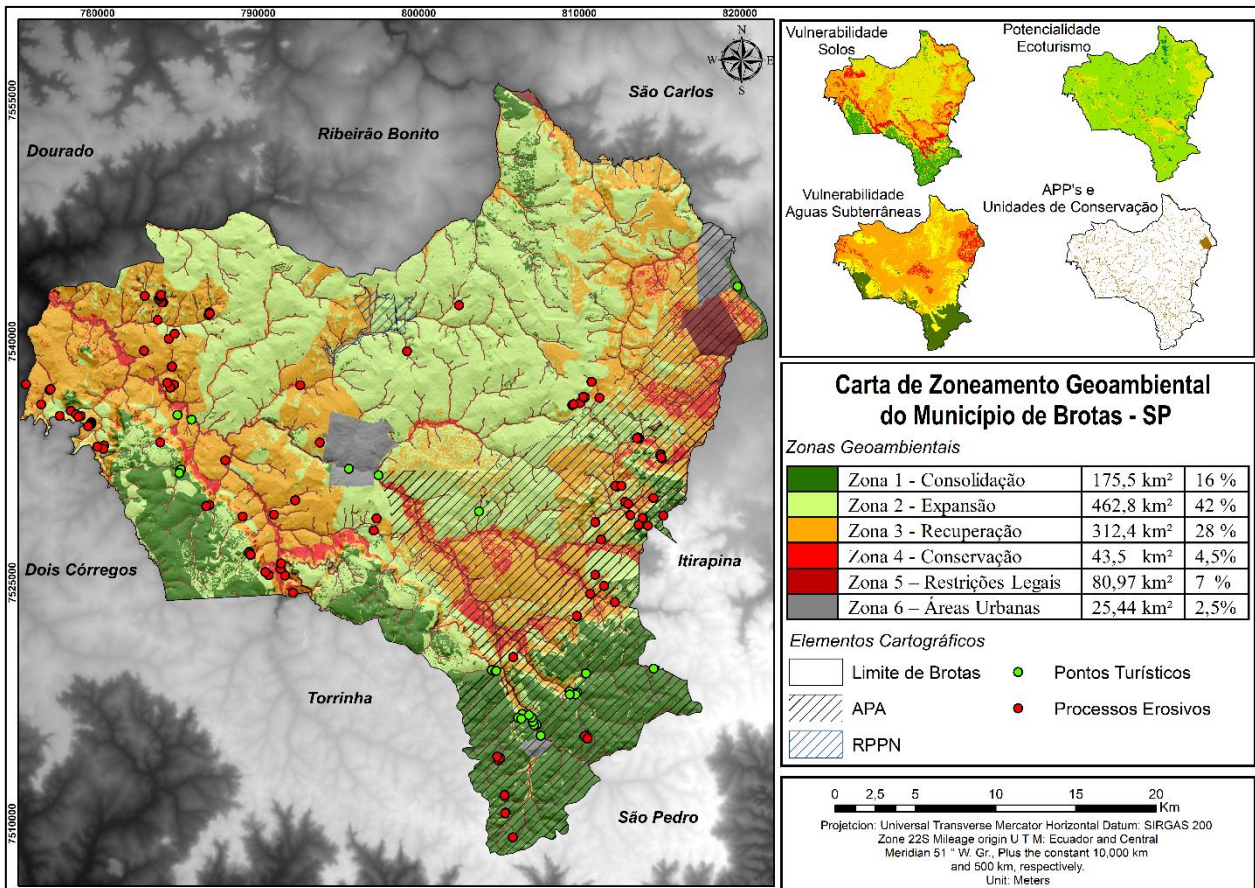 780000 790000 800000 810000 820000
7555000
7540000
7525000
7510000
N
W E
S
São Carlos
Ribeirão Bonito
Dourado
Dois Córregos
Itirapina
Torrinha
São Pedro
Vulnerabilidade
Solos
Potencialidade
Ecoturismo
Vulnerabilidade
Aguas Subterrâneas
APP's e
Unidades de Conservação
Carta de Zoneamento Geoambiental
do Município de Brotas - SP
Zonas Geoambientais
Zona 1 - Consolidação 175,5 km² 16 %
Zona 2 - Expansão 462,8 km² 42 %
Zona 3 - Recuperação 312,4 km² 28 %
Zona 4 - Conservação 43,5 km² 4,5%
Zona 5 – Restrições Legais 80,97 km² 7 %
Zona 6 – Áreas Urbanas 25,44 km² 2,5%
Elementos Cartográficos
Limite de Brotas Pontos Turísticos
APA Processos Erosivos
RPPN
0 2,5 5 10 15 20
Km
Projetcion: Universal Transverse Mercator Horizontal Datum: SIRGAS 200
Zone 22S Mileage origin U T M: Ecuador and Central
Meridian 51 ° W. Gr., Plus the constant 10,000 km
and 500 km, respectively.
Unit: Meters